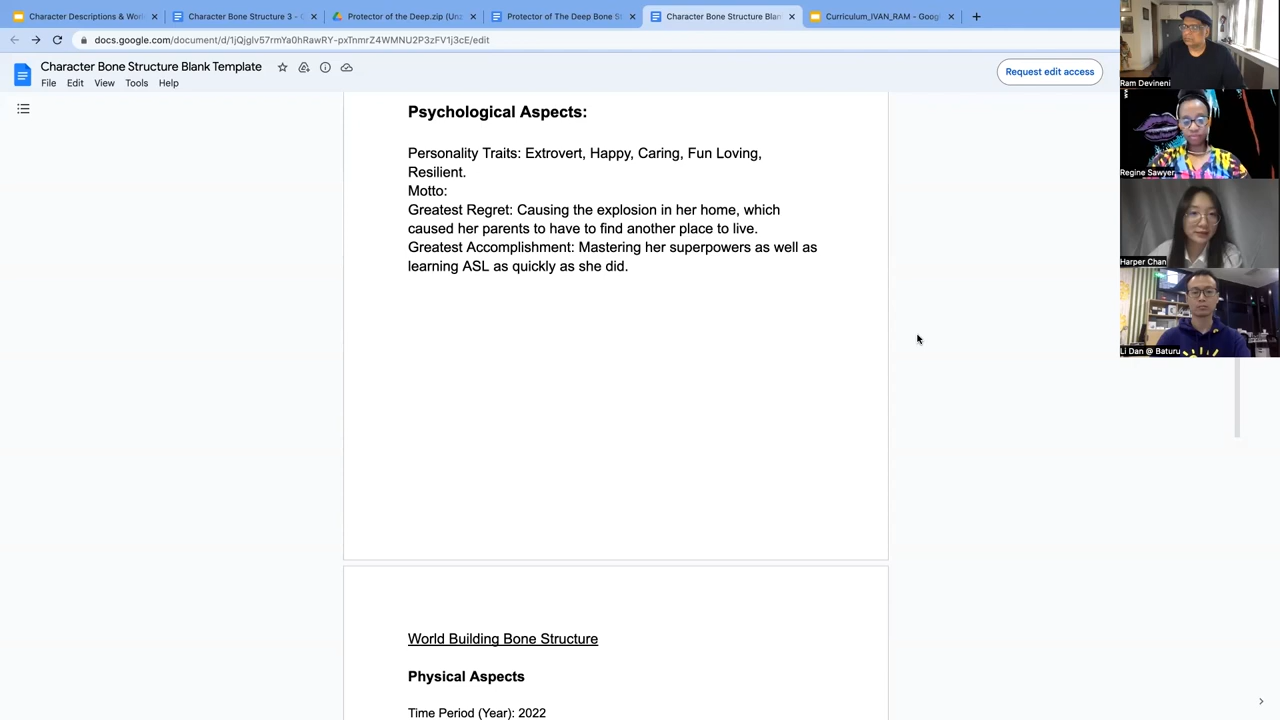 Character Descriptions & Worl
Character Bone Structure 3 - G
Protector of the Deep.zip (Unz
Protector of The Deep Bone St
Character Bone Structure Blan
Curriculum_IVAN_RAM - Googl
docs.google.com/document/d/1jQjglv57rmYa0hRawRY-pxTnmrZ4WMNU2P3zFV1j3cE/edit
Character Bone Structure Blank Template
File Edit View Tools Help
Request edit access
Ram Devineni
Regine Sawyer
Harper Chan
Li Dan @ Baturu
Psychological Aspects:
Personality Traits: Extrovert, Happy, Caring, Fun Loving,
Resilient.
Motto:
Greatest Regret: Causing the explosion in her home, which
caused her parents to have to find another place to live.
Greatest Accomplishment: Mastering her superpowers as well as
learning ASL as quickly as she did.
World Building Bone Structure
Physical Aspects
Time Period (Year): 2022